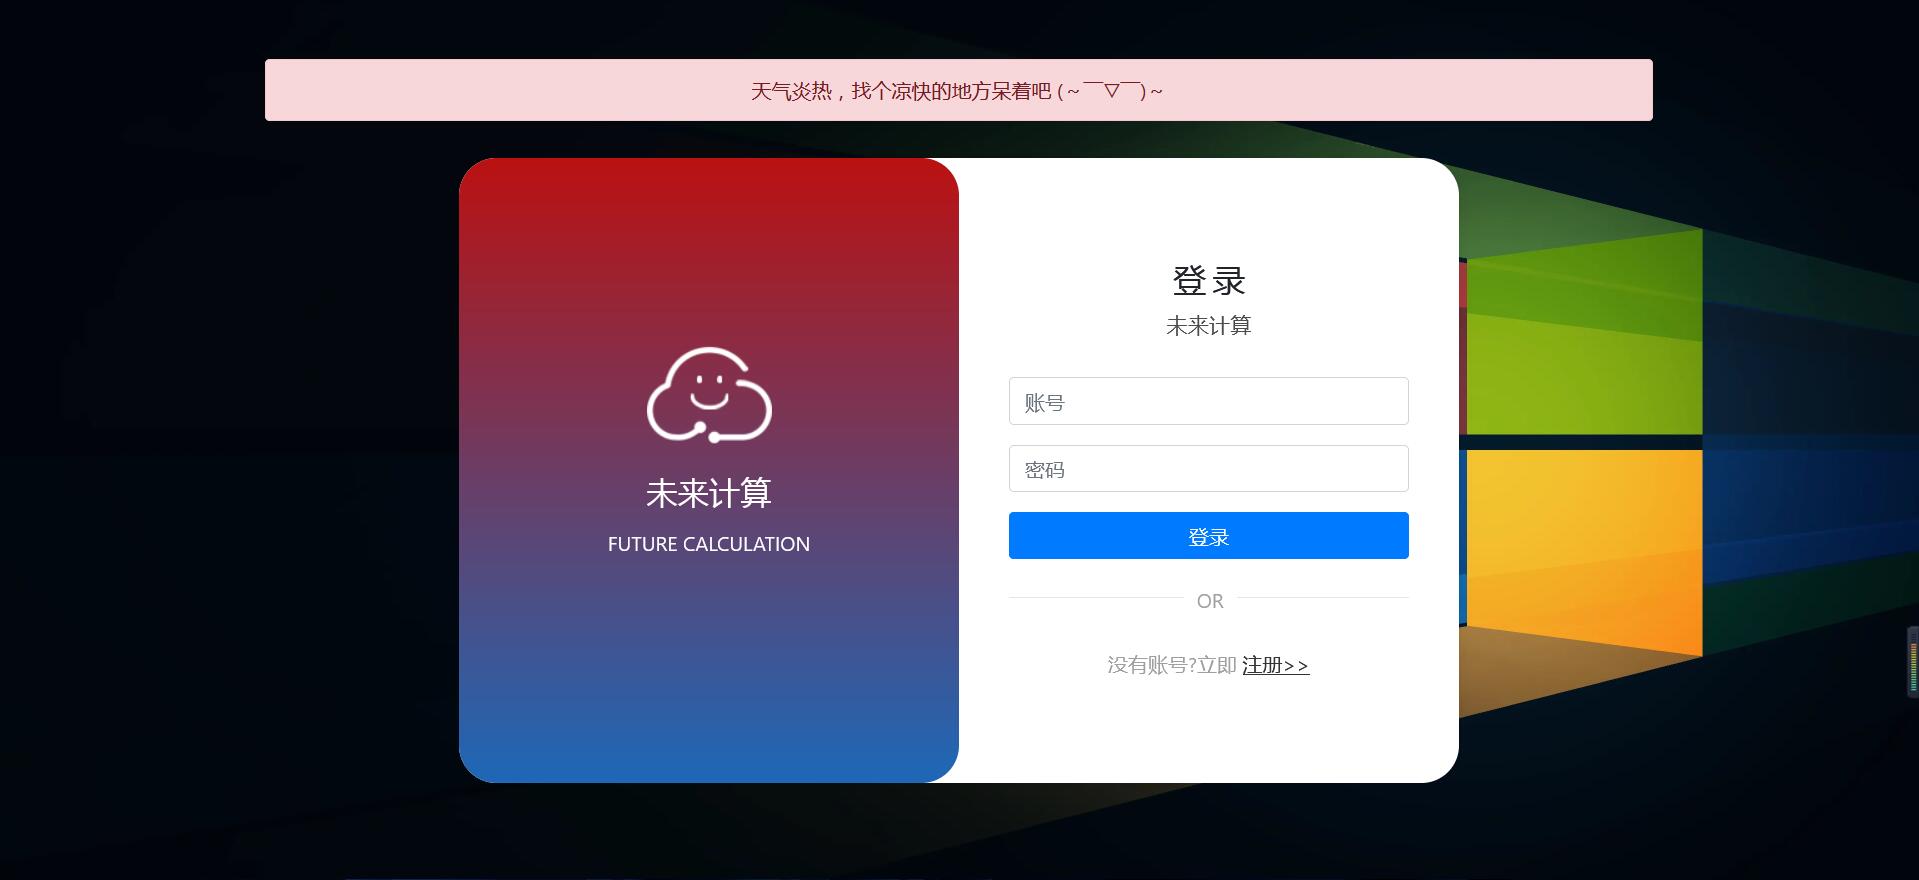 天气炎热，找个凉快的地方呆着吧 (～￣▽￣)～
未来计算
FUTURE CALCULATION
登录
未来计算
账号
密码
登录
OR
没有账号?立即 注册>>